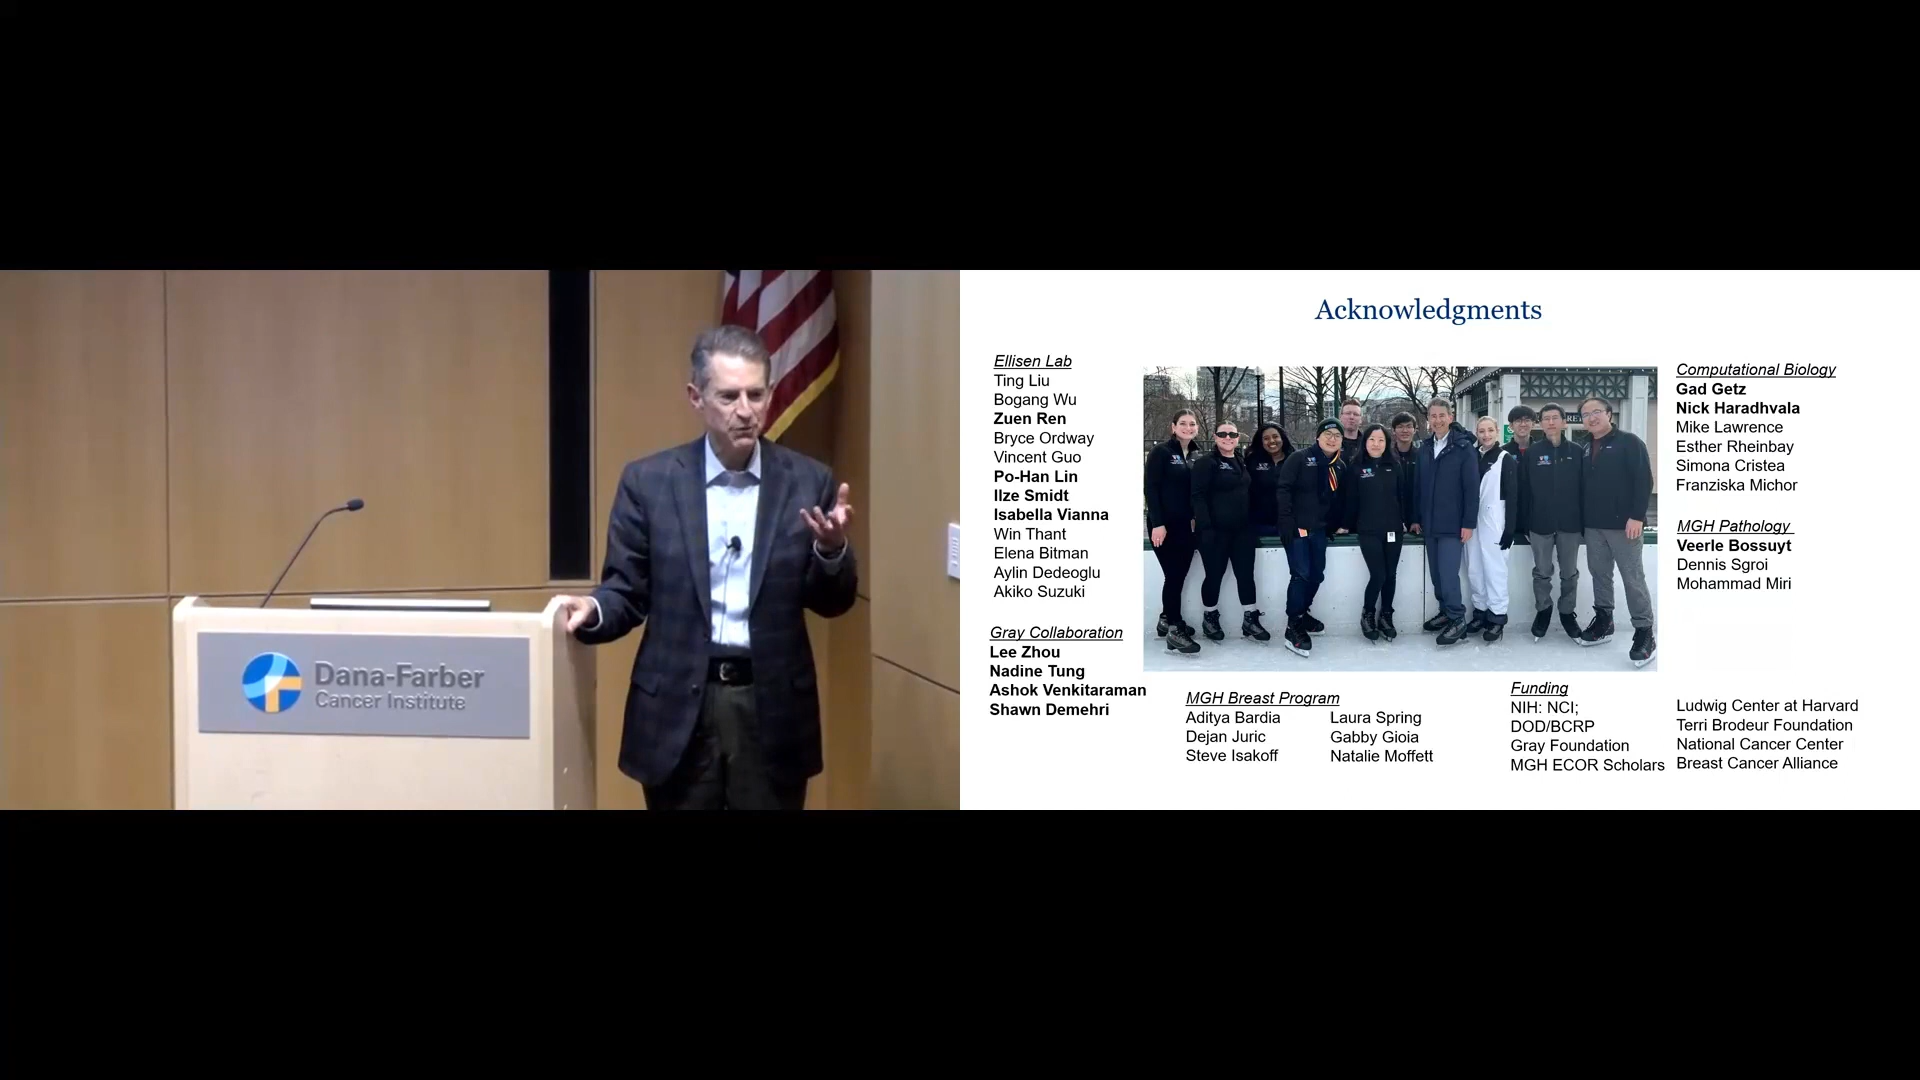 Dana-Farber
Cancer Institute
Acknowledgments
Ellisen Lab
Ting Liu
Bogang Wu
Zuen Ren
Bryce Ordway
Vincent Guo
Po-Han Lin
Ilze Smidt
Isabella Vianna
Win Thant
Elena Bitman
Aylin Dedeoglu
Akiko Suzuki
Gray Collaboration
Lee Zhou
Nadine Tung
Ashok Venkitaraman
Shawn Demehri
MGH Breast Program
Aditya Bardia
Dejan Juric
Steve Isakoff
Laura Spring
Gabby Gioia
Natalie Moffett
Funding
NIH: NCI;
DOD/BCRP
Gray Foundation
MGH ECOR Scholars
Computational Biology
Gad Getz
Nick Haradhvala
Mike Lawrence
Esther Rheinbay
Simona Cristea
Franziska Michor
MGH Pathology
Veerle Bossuyt
Dennis Sgroi
Mohammad Miri
Ludwig Center at Harvard
Terri Brodeur Foundation
National Cancer Center
Breast Cancer Alliance